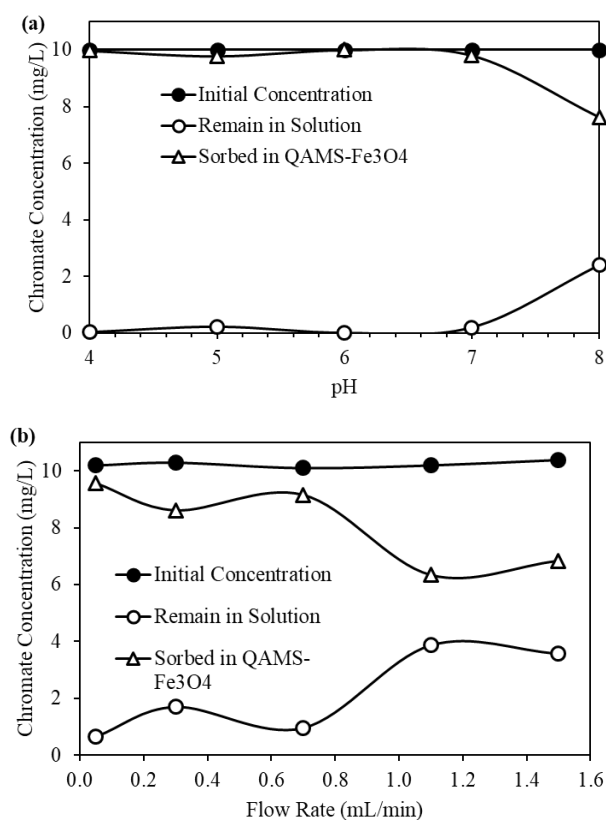 (a)
Chromate Concentration (mg/L)
10
8
6
4
2
0
Initial Concentration
Remain in Solution
Sorbed in QAMS-Fe3O4
4 5 6 7 8
pH
(b)
Chromate Concentration (mg/L)
10
8
6
4
2
0
Initial Concentration
Remain in Solution
Sorbed in QAMS-
Fe3O4
0.0 0.2 0.4 0.6 0.8 1.0 1.2 1.4 1.6
Flow Rate (mL/min)